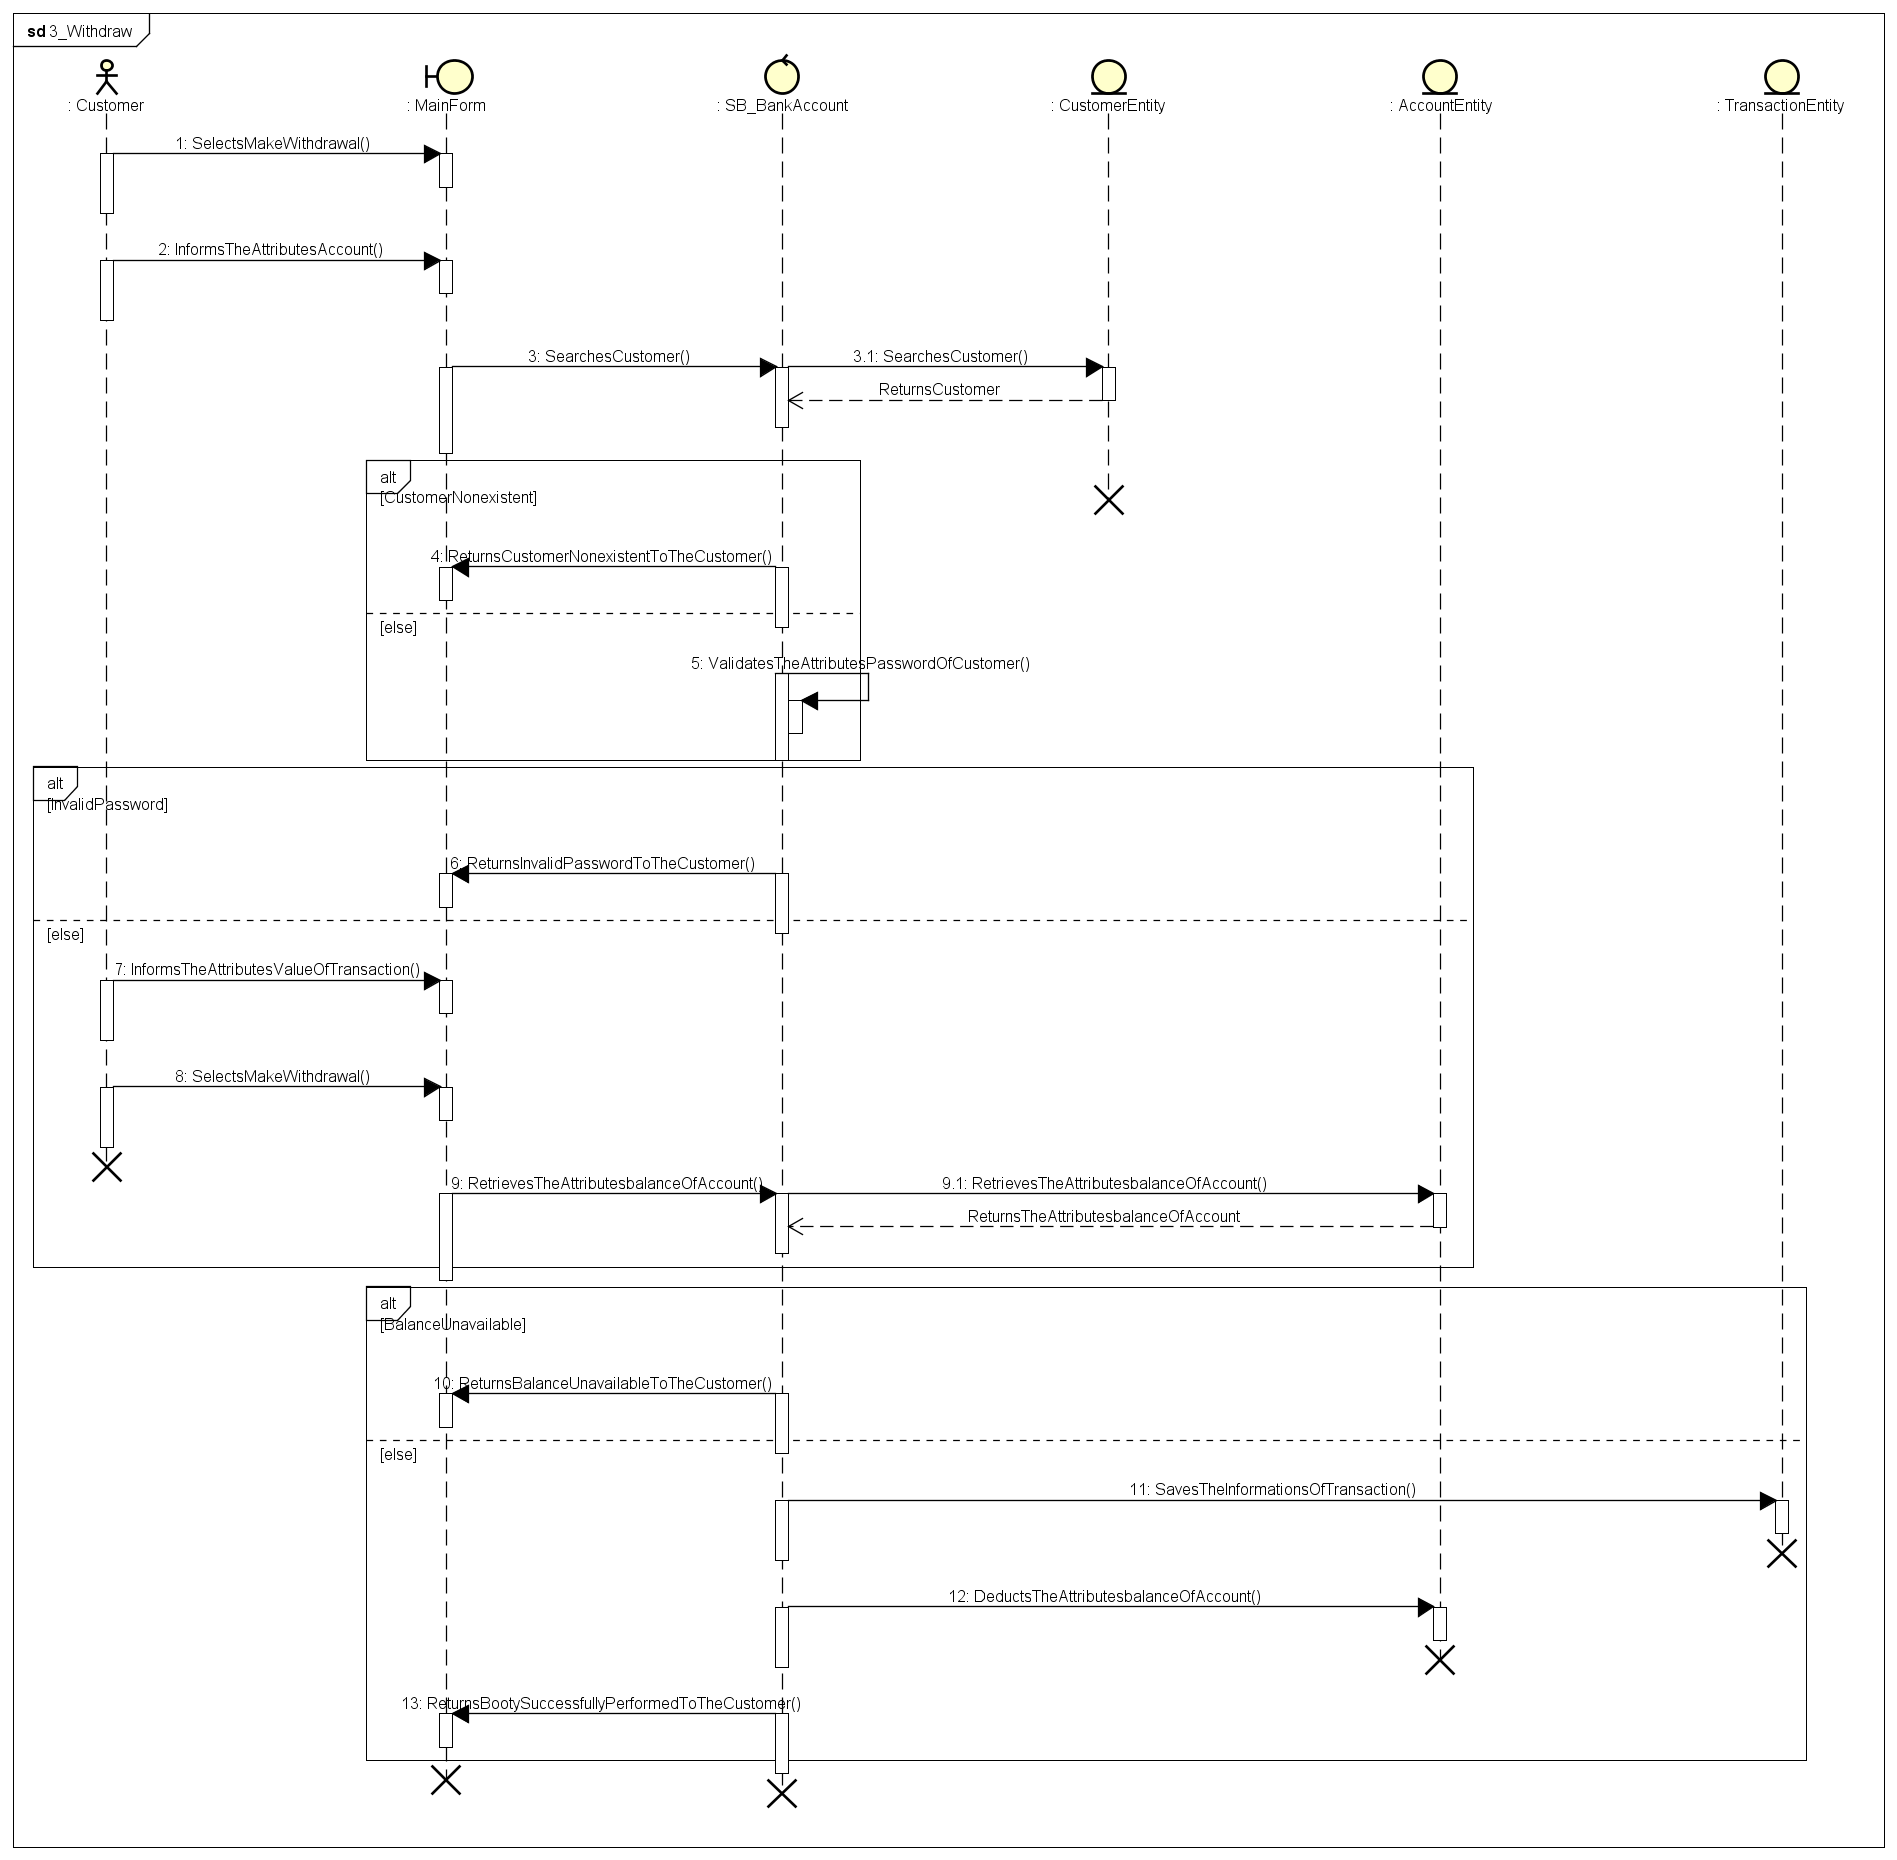 sd 3_Withdraw
: Customer
: MainForm
: SB_BankAccount
: CustomerEntity
: AccountEntity
: TransactionEntity
1: SelectsMakeWithdrawal()
2: InformsTheAttributesAccount()
3: SearchesCustomer()
3.1: SearchesCustomer()
ReturnsCustomer
alt
[CustomerNonexistent]
4: ReturnsCustomerNonexistentToTheCustomer()
[else]
5: ValidatesTheAttributesPasswordOfCustomer()
alt
[InvalidPassword]
6: ReturnsInvalidPasswordToTheCustomer()
[else]
7: InformsTheAttributesValueOfTransaction()
8: SelectsMakeWithdrawal()
9: RetrievesTheAttributesbalanceOfAccount()
9.1: RetrievesTheAttributesbalanceOfAccount()
ReturnsTheAttributesbalanceOfAccount
alt
[BalanceUnavailable]
10: ReturnsBalanceUnavailableToTheCustomer()
[else]
11: SavesTheInformationsOfTransaction()
12: DeductsTheAttributesbalanceOfAccount()
13: ReturnsBootySuccessfullyPerformedToTheCustomer()